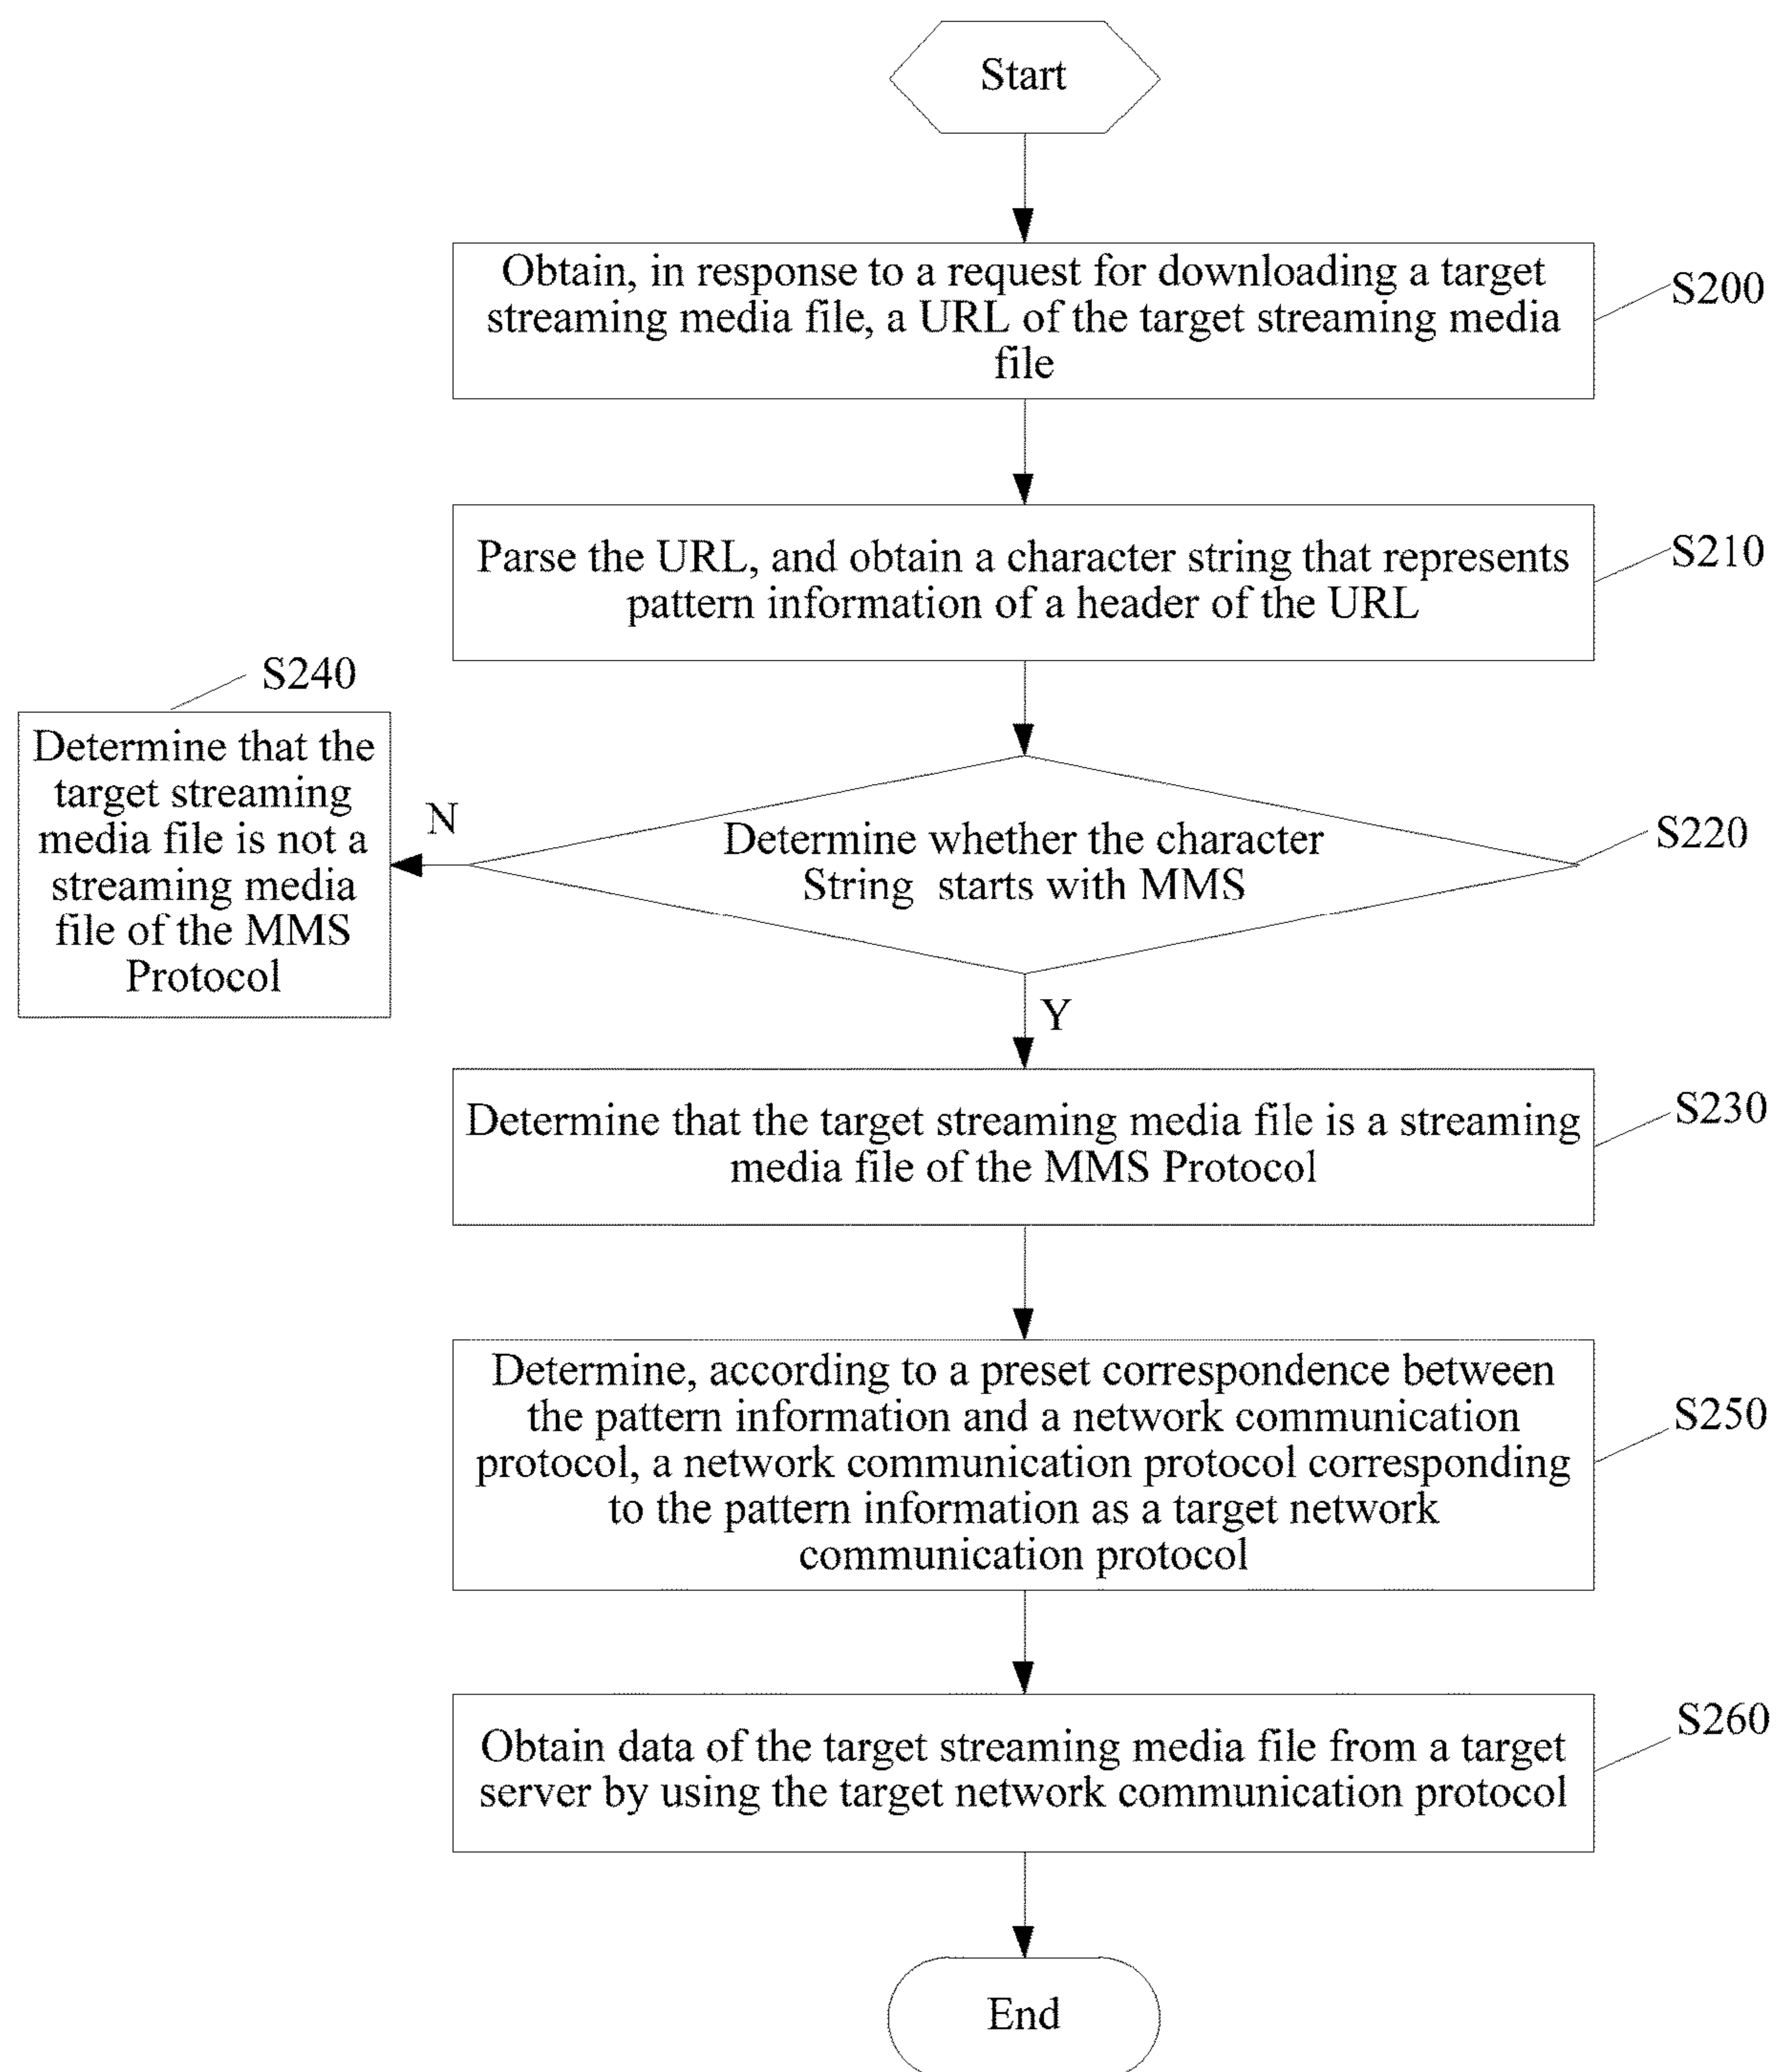 Start
Obtain, in response to a request for downloading a target
streaming media file, a URL of the target streaming media
file
S200
Parse the URL, and obtain a character string that represents
pattern information of a header of the URL
S210
S240
Determine that the
target streaming
media file is not a
streaming media
file of the MMS
Protocol
N
Determine whether the character
String starts with MMS
S220
Y
Determine that the target streaming media file is a streaming
media file of the MMS Protocol
S230
Determine, according to a preset correspondence between
the pattern information and a network communication
protocol, a network communication protocol corresponding
to the pattern information as a target network
communication protocol
S250
Obtain data of the target streaming media file from a target
server by using the target network communication protocol
S260
End